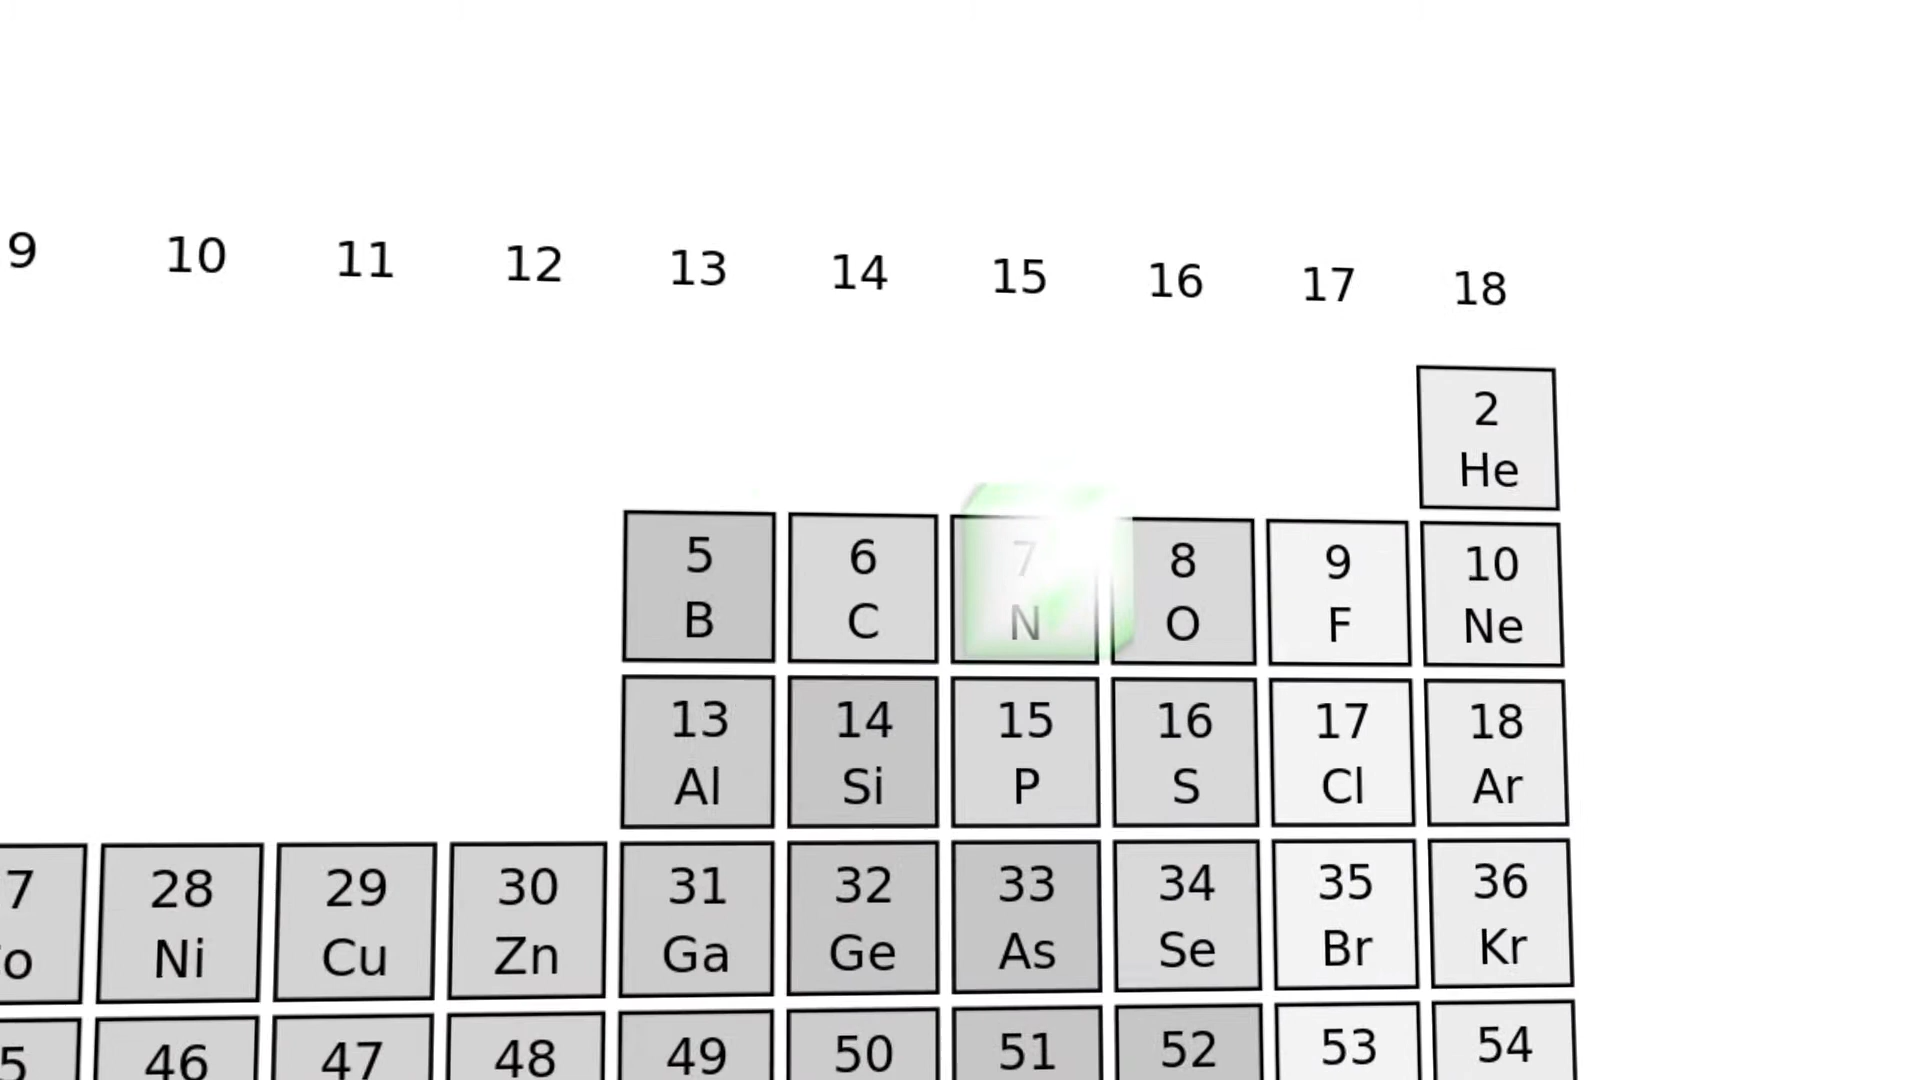 9 10 11 12 13 14 15 16 17 18
2
He
5 6 7 8 9 10
B C N O F Ne
13 14 15 16 17 18
Al Si P S Cl Ar
7 28 29 30 31 32 33 34 35 36
o Ni Cu Zn Ga Ge As Se Br Kr
5 46 47 48 49 50 51 52 53 54